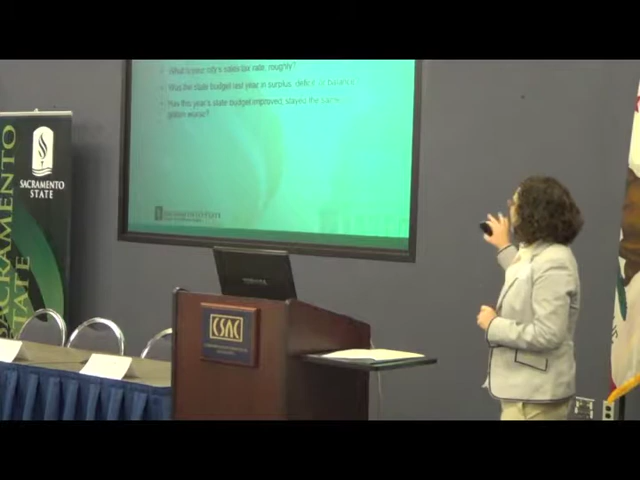 What is your city's sales tax rate, roughly?
Was the state budget last year in surplus, deficit, or balance
Has this year's state budget improved, stayed the same,
gotten worse?
SACRAMENTO
STATE
SACRAMENTO
STATE
CSAC
TOSHIBA